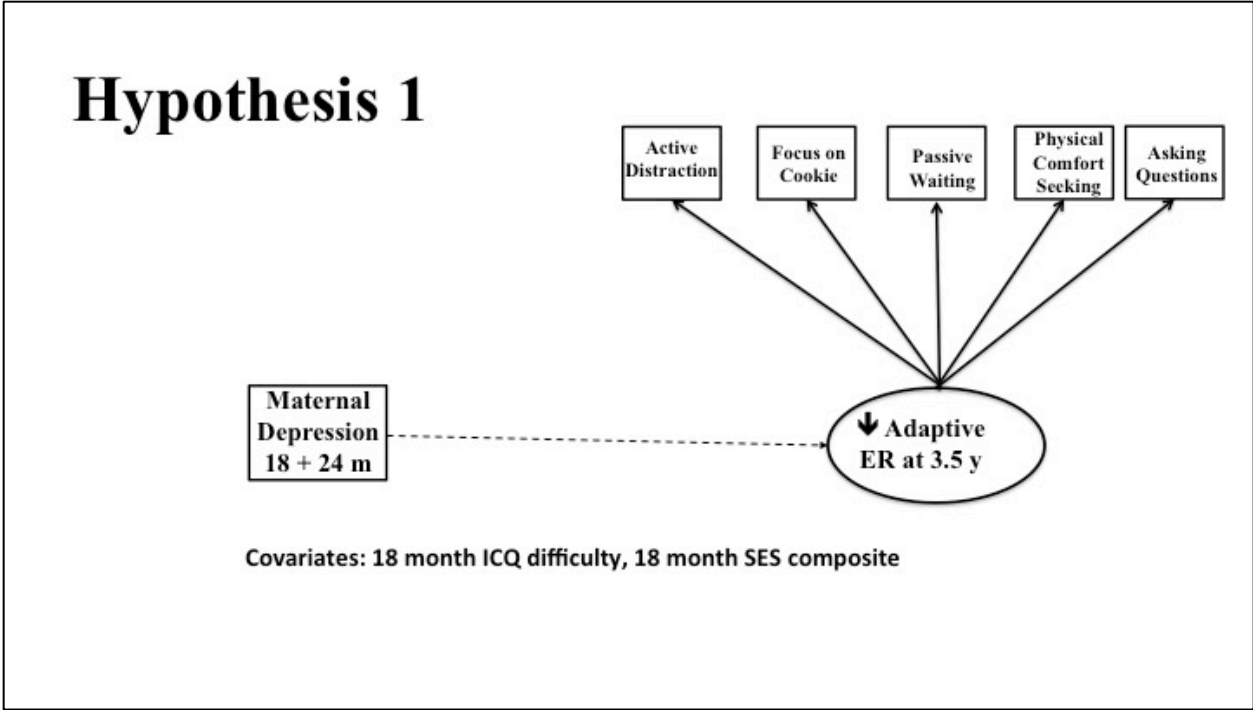 Hypothesis 1
Active
Distraction
Focus on
Cookie
Passive
Waiting
Physical
Comfort
Seeking
Asking
Questions
Maternal
Depression
18 + 24 m
Adaptive
ER at 3.5 y
Covariates: 18 month ICQ difficulty, 18 month SES composite